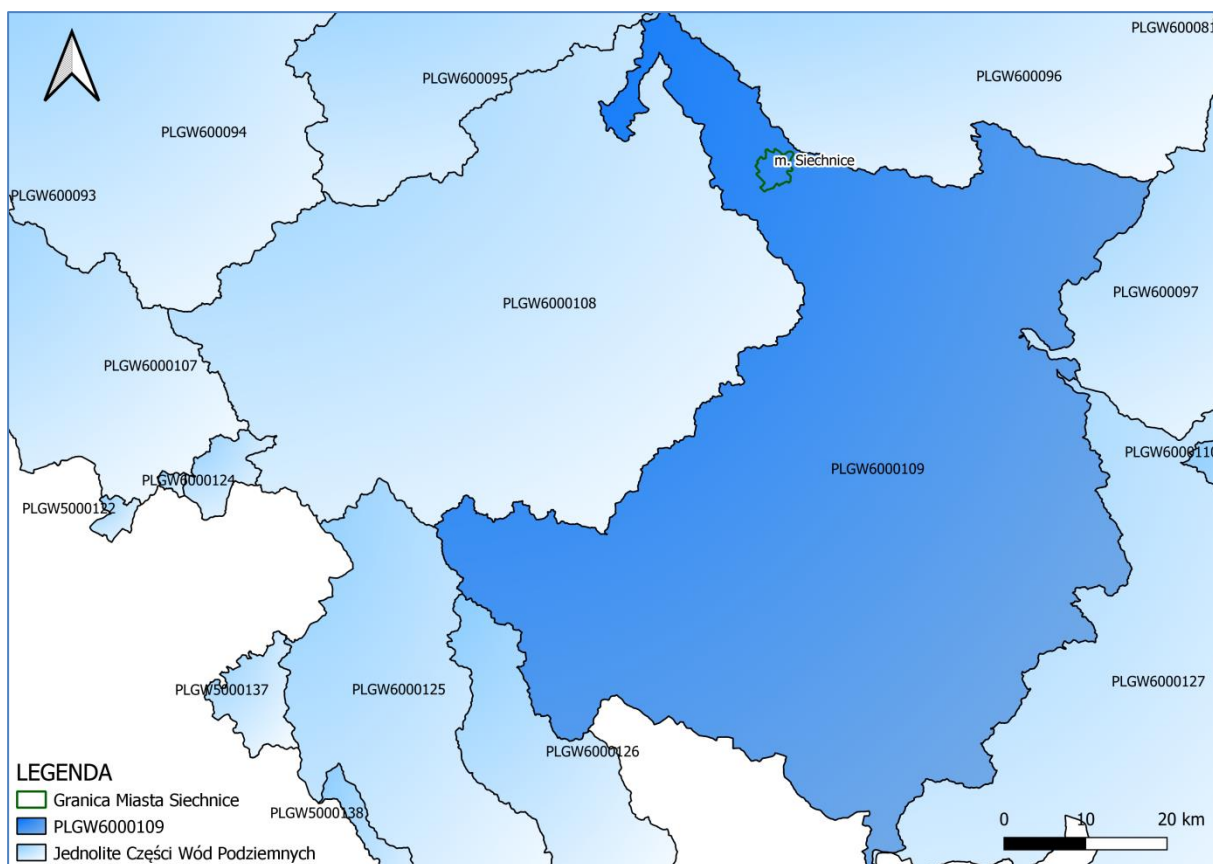 PLGW600081
PLGW600095
PLGW600096
PLGW600094
m. Siechnice
PLGW600093
PLGW600097
PLGW6000108
PLGW6000107
PLGW6000110
PLGW6000109
PLGW6000124
PLGW5000122
PLGW6000127
PLGW5000137
PLGW6000125
PLGW6000126
PLGW5000138
LEGENDA
Granica Miasta Siechnice
PLGW6000109
Jednolite Części Wód Podziemnych
0 10 20 km